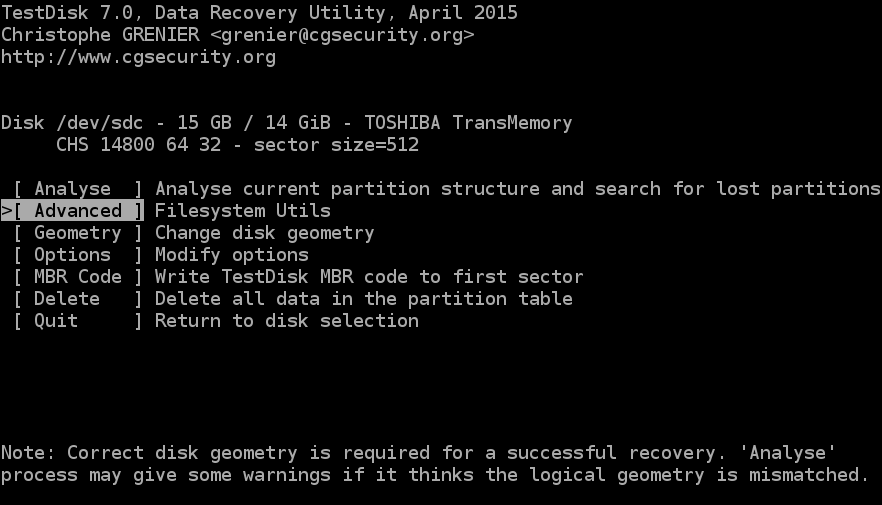 TestDisk 7.0, Data Recovery Utility, April 2015
Christophe GRENIER <grenier@cgsecurity.org>
http://www.cgsecurity.org
Disk /dev/sdc - 15 GB / 14 GiB - TOSHIBA TransMemory
CHS 14800 64 32 - sector size=512
[ Analyse  ] Analyse current partition structure and search for lost partitions
>[ Advanced ] Filesystem Utils
[ Geometry ] Change disk geometry
[ Options  ] Modify options
[ MBR Code ] Write TestDisk MBR code to first sector
[ Delete   ] Delete all data in the partition table
[ Quit     ] Return to disk selection
Note: Correct disk geometry is required for a successful recovery. 'Analyse'
process may give some warnings if it thinks the logical geometry is mismatched.